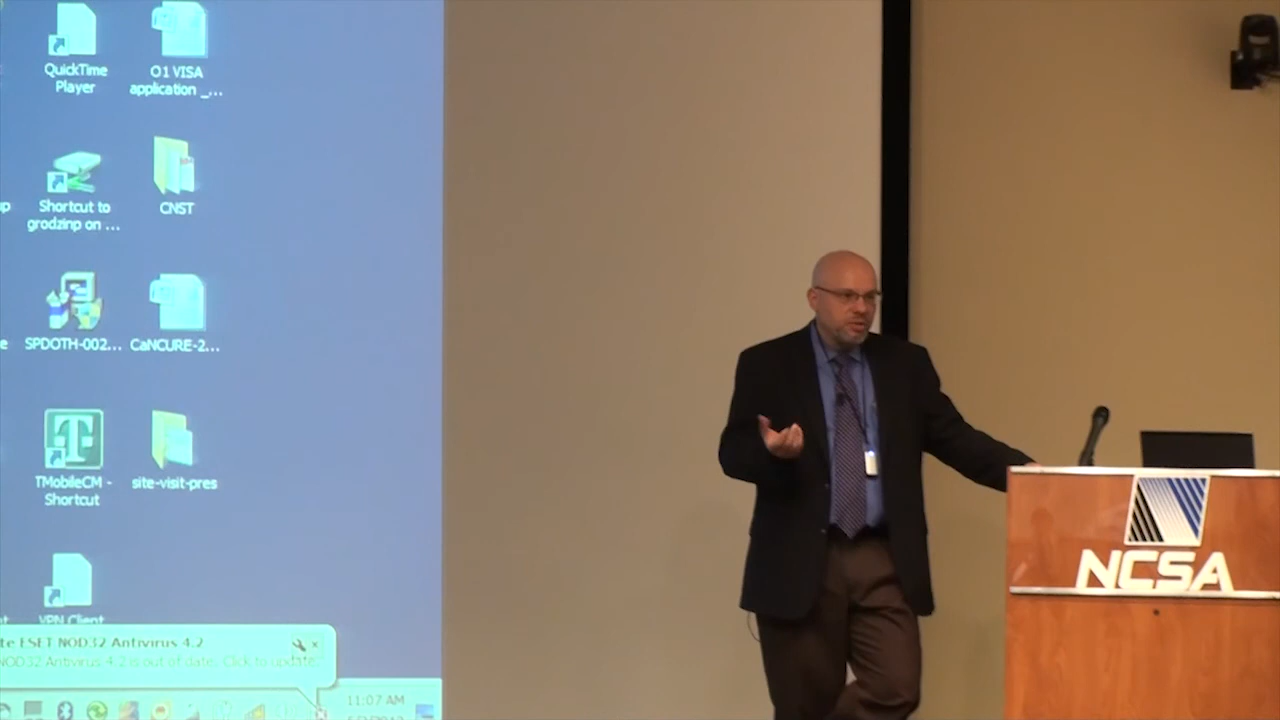 QuickTime
Player
O1 VISA
application _...
Shortcut to
grodzinp on ...
CNST
SPDOTH-002...
CaNCURE-2...
TMobileCM -
Shortcut
site-visit-pres
VPN Client
te ESET NOD32 Antivirus 4.2
NOD32 Antivirus 4.2 is out of date. Click to update.
11:07 AM
NCSA